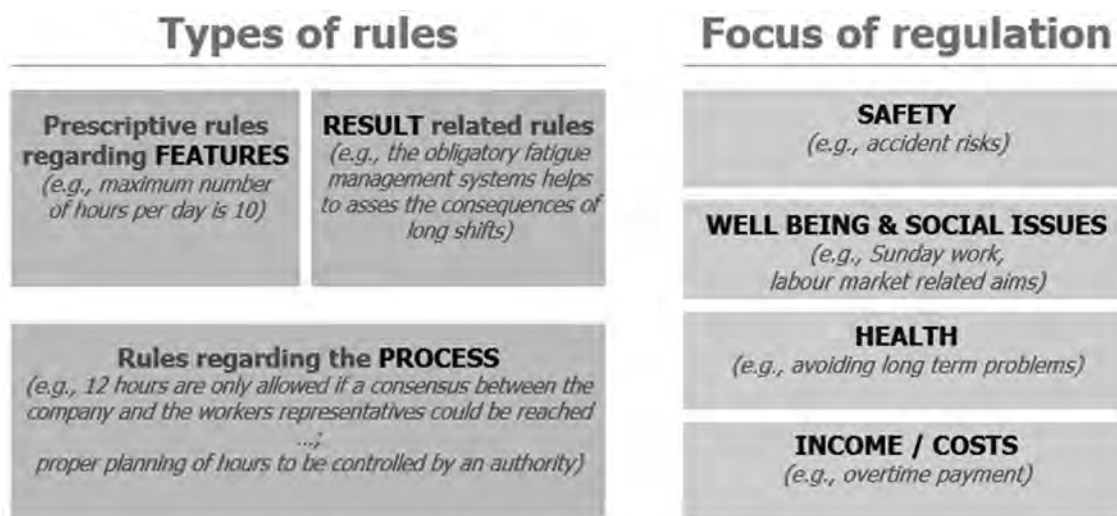 Types of rules
Prescriptive rules
regarding FEATURES
(e.g., maximum number
of hours per day is 10)
RESULT related rules
(e.g., the obligatory fatigue
management systems helps
to asses the consequences of
long shifts)
Rules regarding the PROCESS
(e.g., 12 hours are only allowed if a consensus between the
company and the workers representatives could be reached
...;
proper planning of hours to be controlled by an authority)
Focus of regulation
SAFETY
(e.g., accident risks)
WELL BEING & SOCIAL ISSUES
(e.g., Sunday work,
labour market related aims)
HEALTH
(e.g., avoiding long term problems)
INCOME / COSTS
(e.g., overtime payment)